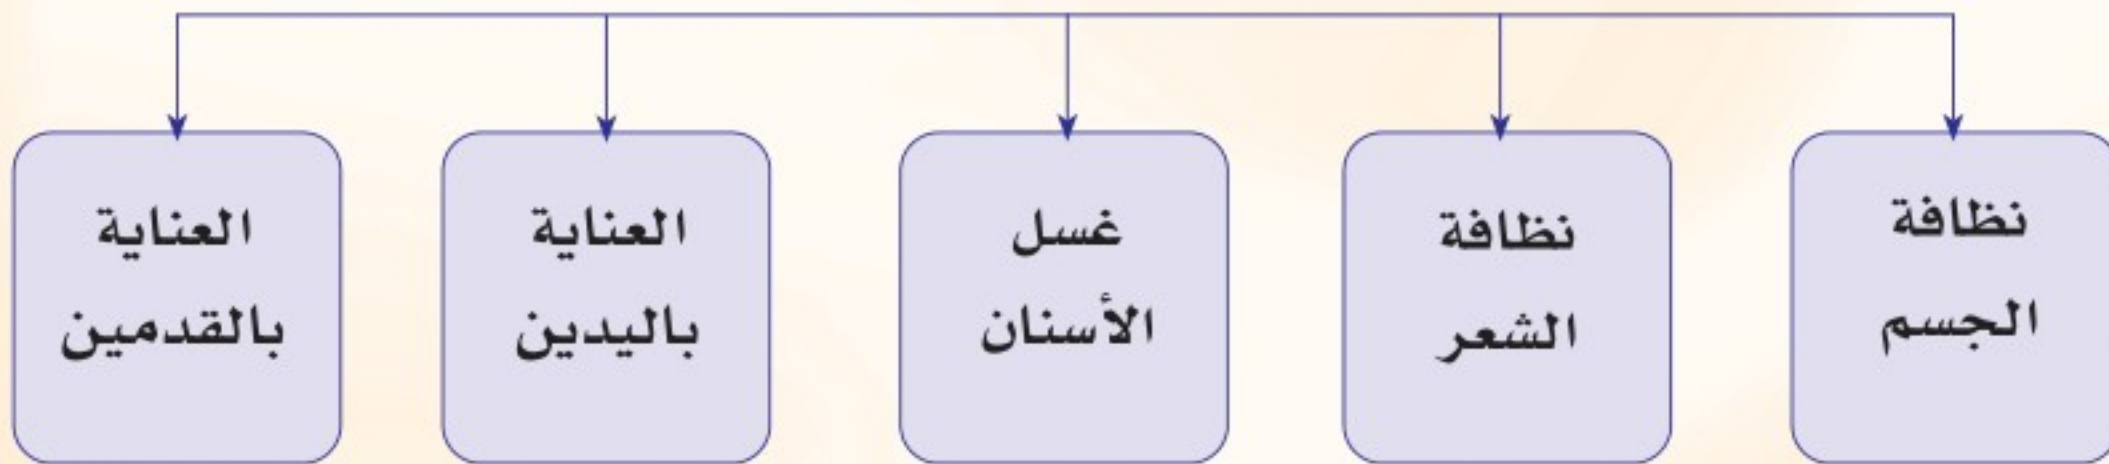 نظافة
الجسم
نظافة
الشعر
غسل
الأسنان
العناية
باليدين
العناية
بالقدمين